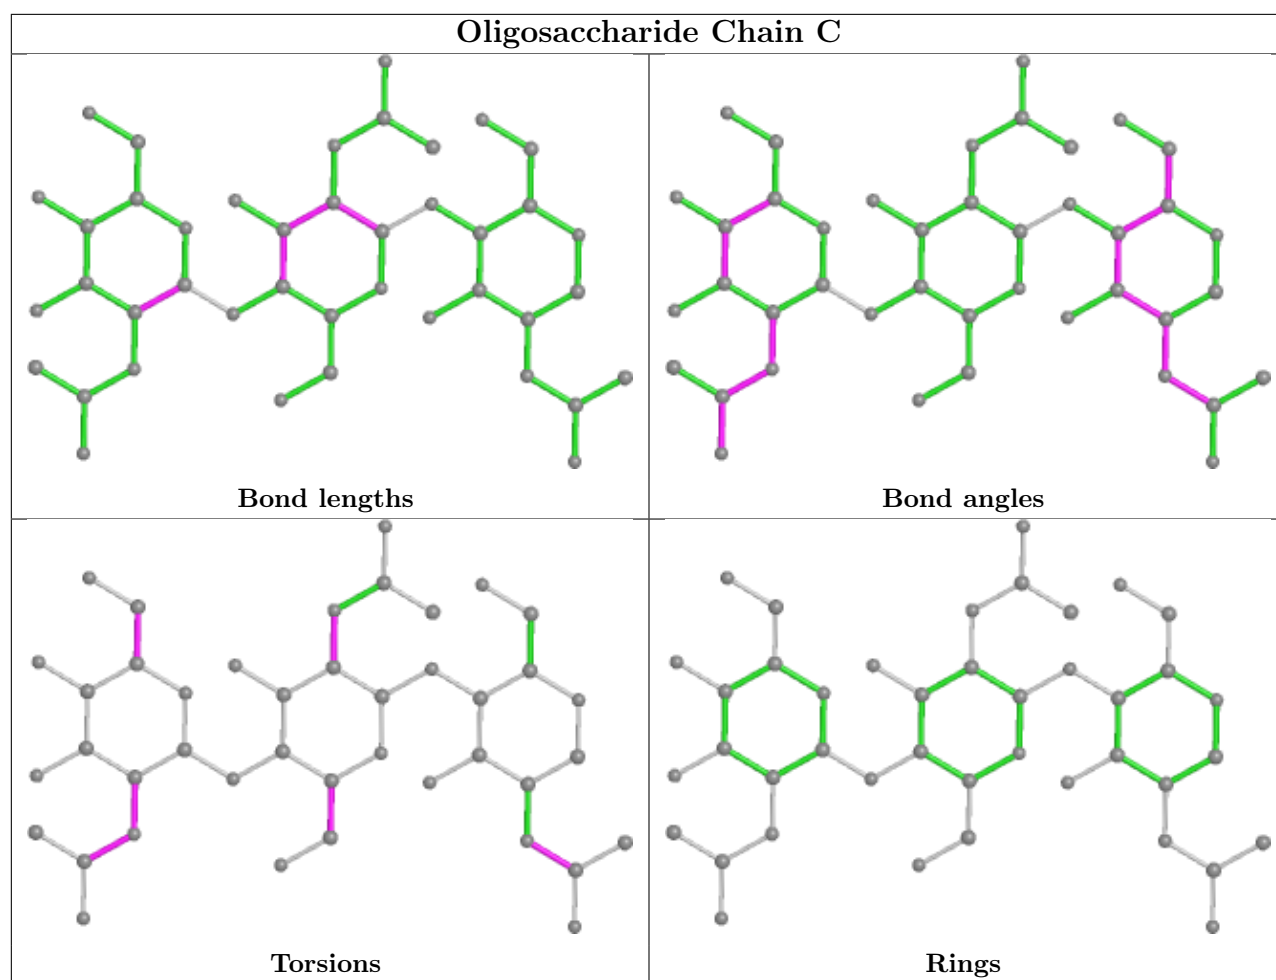 Oligosaccharide Chain C
Bond lengths
Bond angles
Torsions
Rings